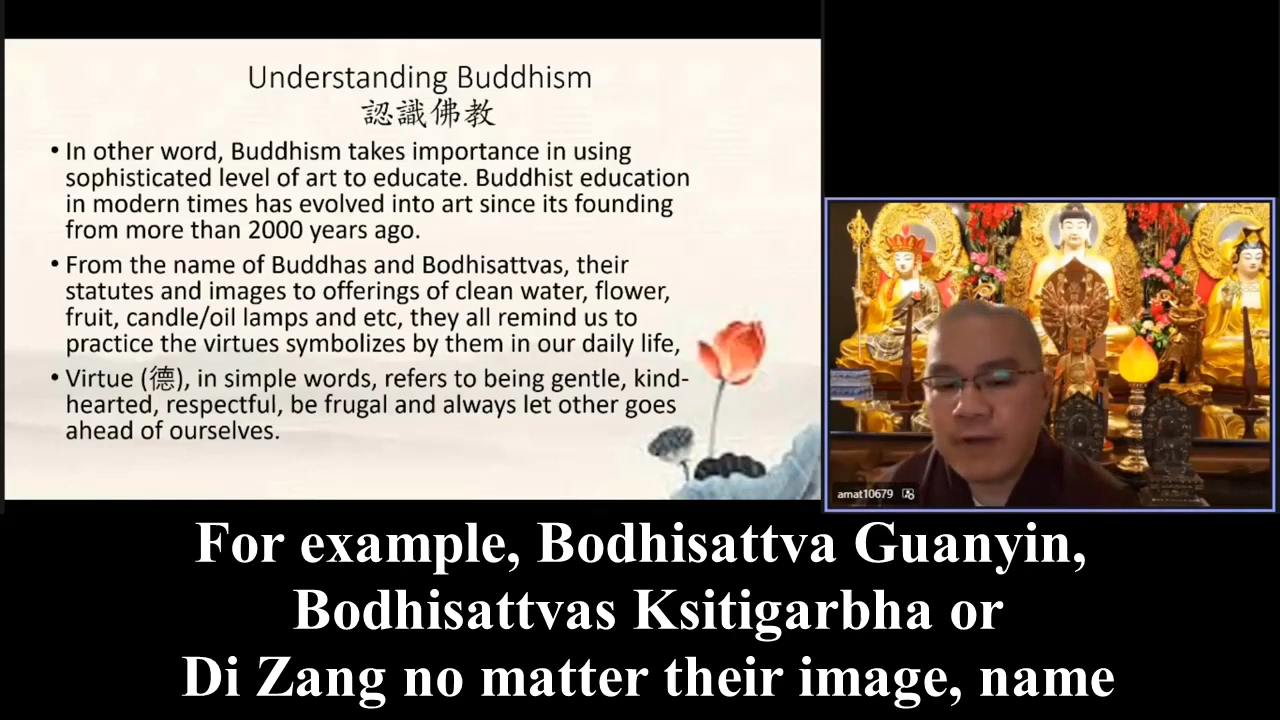 Understanding Buddhism
認識佛教
• In other word, Buddhism takes importance in using
sophisticated level of art to educate. Buddhist education
in modern times has evolved into art since its founding
from more than 2000 years ago.
• From the name of Buddhas and Bodhisattvas, their
statutes and images to offerings of clean water, flower,
fruit, candle/oil lamps and etc, they all remind us to
practice the virtues symbolizes by them in our daily life,
• Virtue (德), in simple words, refers to being gentle, kind-
hearted, respectful, be frugal and always let other goes
ahead of ourselves.
amat10679
For example, Bodhisattva Guanyin,
Bodhisattvas Ksitigarbha or
Di Zang no matter their image, name